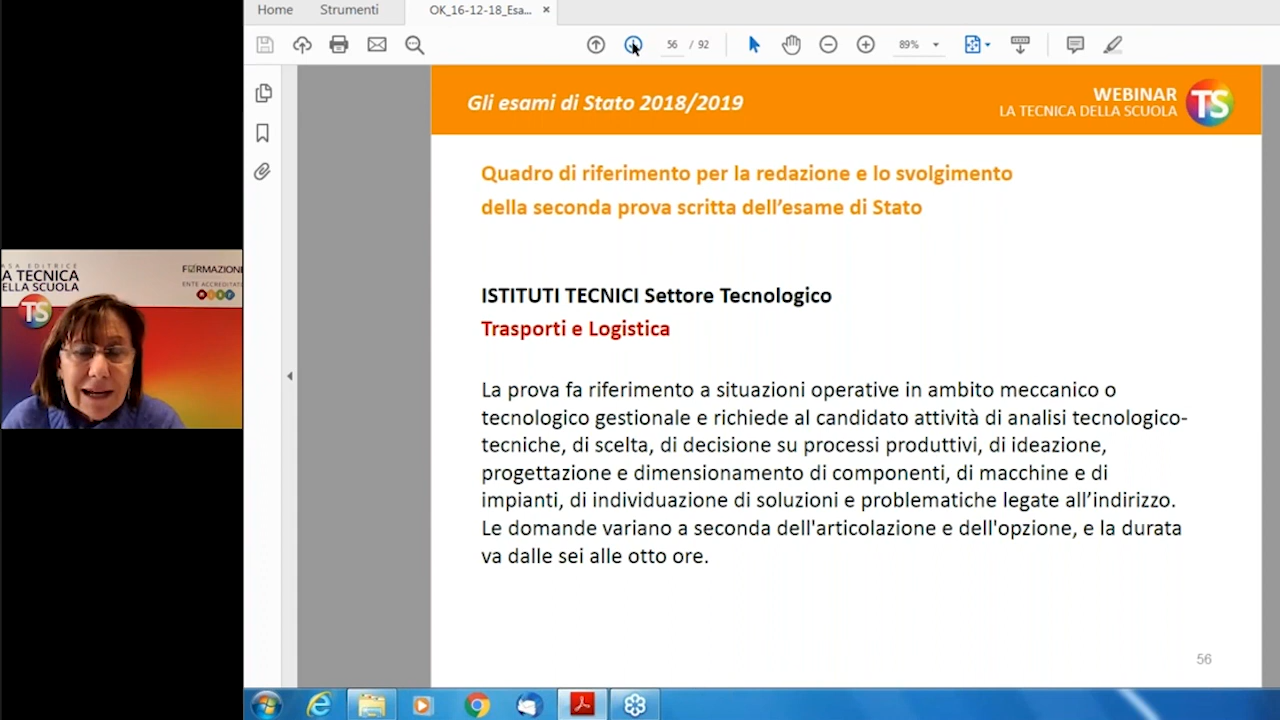 Home Strumenti OK_16-12-18_Esa... ×
56 / 92 89%
Gli esami di Stato 2018/2019
WEBINAR
LA TECNICA DELLA SCUOLA
TS
Quadro di riferimento per la redazione e lo svolgimento
della seconda prova scritta dell’esame di Stato
ISTITUTI TECNICI Settore Tecnologico
Trasporti e Logistica
La prova fa riferimento a situazioni operative in ambito meccanico o
tecnologico gestionale e richiede al candidato attività di analisi tecnologico-
tecniche, di scelta, di decisione su processi produttivi, di ideazione,
progettazione e dimensionamento di componenti, di macchine e di
impianti, di individuazione di soluzioni e problematiche legate all’indirizzo.
Le domande variano a seconda dell'articolazione e dell'opzione, e la durata
va dalle sei alle otto ore.
56
ASA EDITRICE
A TECNICA
ELLA SCUOLA
TS
FORMAZIONE
ENTE ACCREDITAT